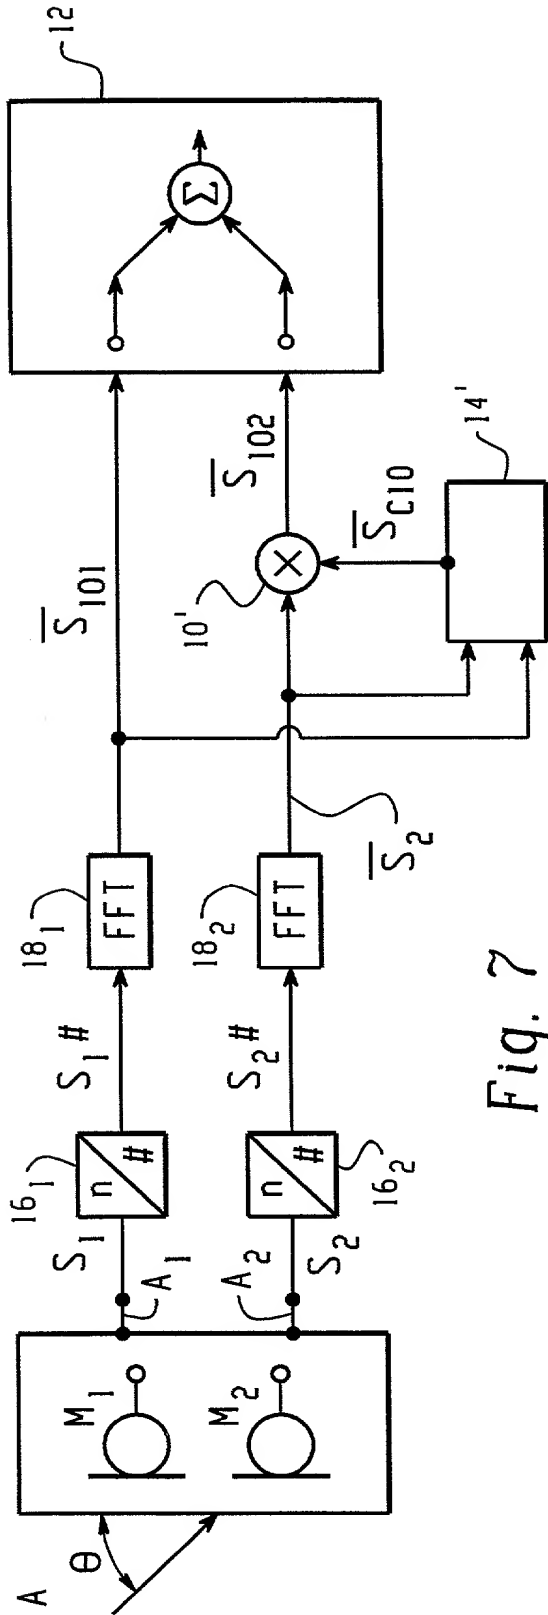 A
θ
M₁
M₂
A₁
A₂
S₁
S₂
16₁
n
#
n
#
16₂
S₁#
S₂#
18₁
FFT
18₂
FFT
S̅₂
S̅₁₀₁
10'
S̅₁₀₂
S̅C10
14'
12
Σ
×
Fig. 7